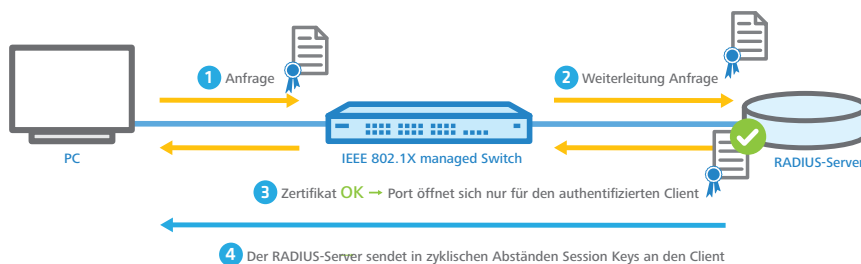 1 Anfrage
2 Weiterleitung Anfrage
PC
IEEE 802.1X managed Switch
RADIUS-Server
3 Zertifikat OK → Port öffnet sich nur für den authentifizierten Client
4 Der RADIUS-Server sendet in zyklischen Abständen Session Keys an den Client